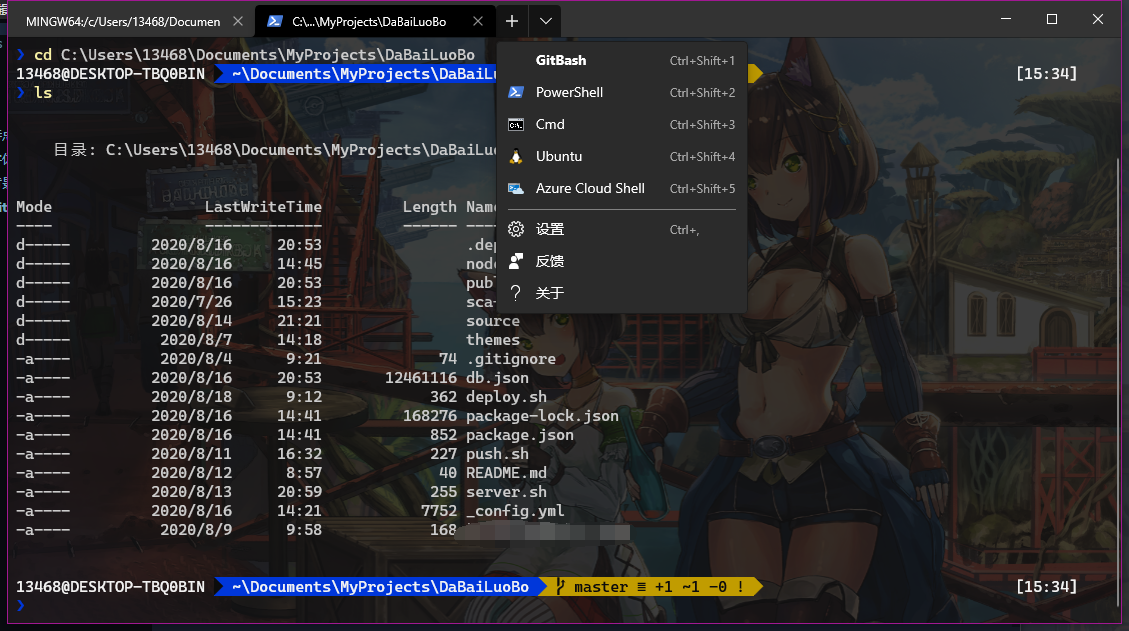 MINGW64:/c/Users/13468/Documen
C:\...\MyProjects\DaBaiLuoBo
❯ cd C:\Users\13468\Documents\MyProjects\DaBaiLuoBo
13468@DESKTOP-TBQ0BIN ~\Documents\MyProjects\DaBaiLu [15:34]
❯ ls
目录: C:\Users\13468\Documents\MyProjects\DaBaiLuo
Mode LastWriteTime Length Name
---- ------------- ------ ----
d----- 2020/8/16 20:53 .dep
d----- 2020/8/16 14:45 node
d----- 2020/8/16 20:53 publ
d----- 2020/7/26 15:23 sca
d----- 2020/8/14 21:21 source
d----- 2020/8/7 14:18 themes
-a---- 2020/8/4 9:21 74 .gitignore
-a---- 2020/8/16 20:53 12461116 db.json
-a---- 2020/8/18 9:12 362 deploy.sh
-a---- 2020/8/16 14:41 168276 package-lock.json
-a---- 2020/8/16 14:41 852 package.json
-a---- 2020/8/11 16:32 227 push.sh
-a---- 2020/8/12 8:57 40 README.md
-a---- 2020/8/13 20:59 255 server.sh
-a---- 2020/8/16 14:21 7752 _config.yml
-a---- 2020/8/9 9:58 168
13468@DESKTOP-TBQ0BIN ~\Documents\MyProjects\DaBaiLuoBo master ≡ +1 ~1 -0 ! [15:34]
❯
GitBash Ctrl+Shift+1
PowerShell Ctrl+Shift+2
Cmd Ctrl+Shift+3
Ubuntu Ctrl+Shift+4
Azure Cloud Shell Ctrl+Shift+5
设置 Ctrl+,
反馈
关于